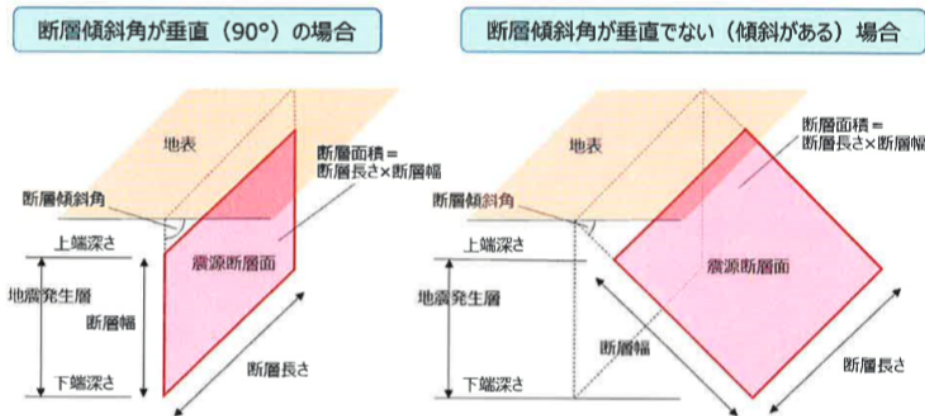 断層傾斜角が垂直（90°）の場合
地表
断層面積＝
断層長さ×断層幅
断層傾斜角
上端深さ
震源断層面
地震発生層
断層幅
断層長さ
下端深さ
断層傾斜角が垂直でない（傾斜がある）場合
断層面積＝
断層長さ×断層幅
地表
断層傾斜角
上端深さ
震源断層面
地震発生層
断層幅
断層長さ
下端深さ